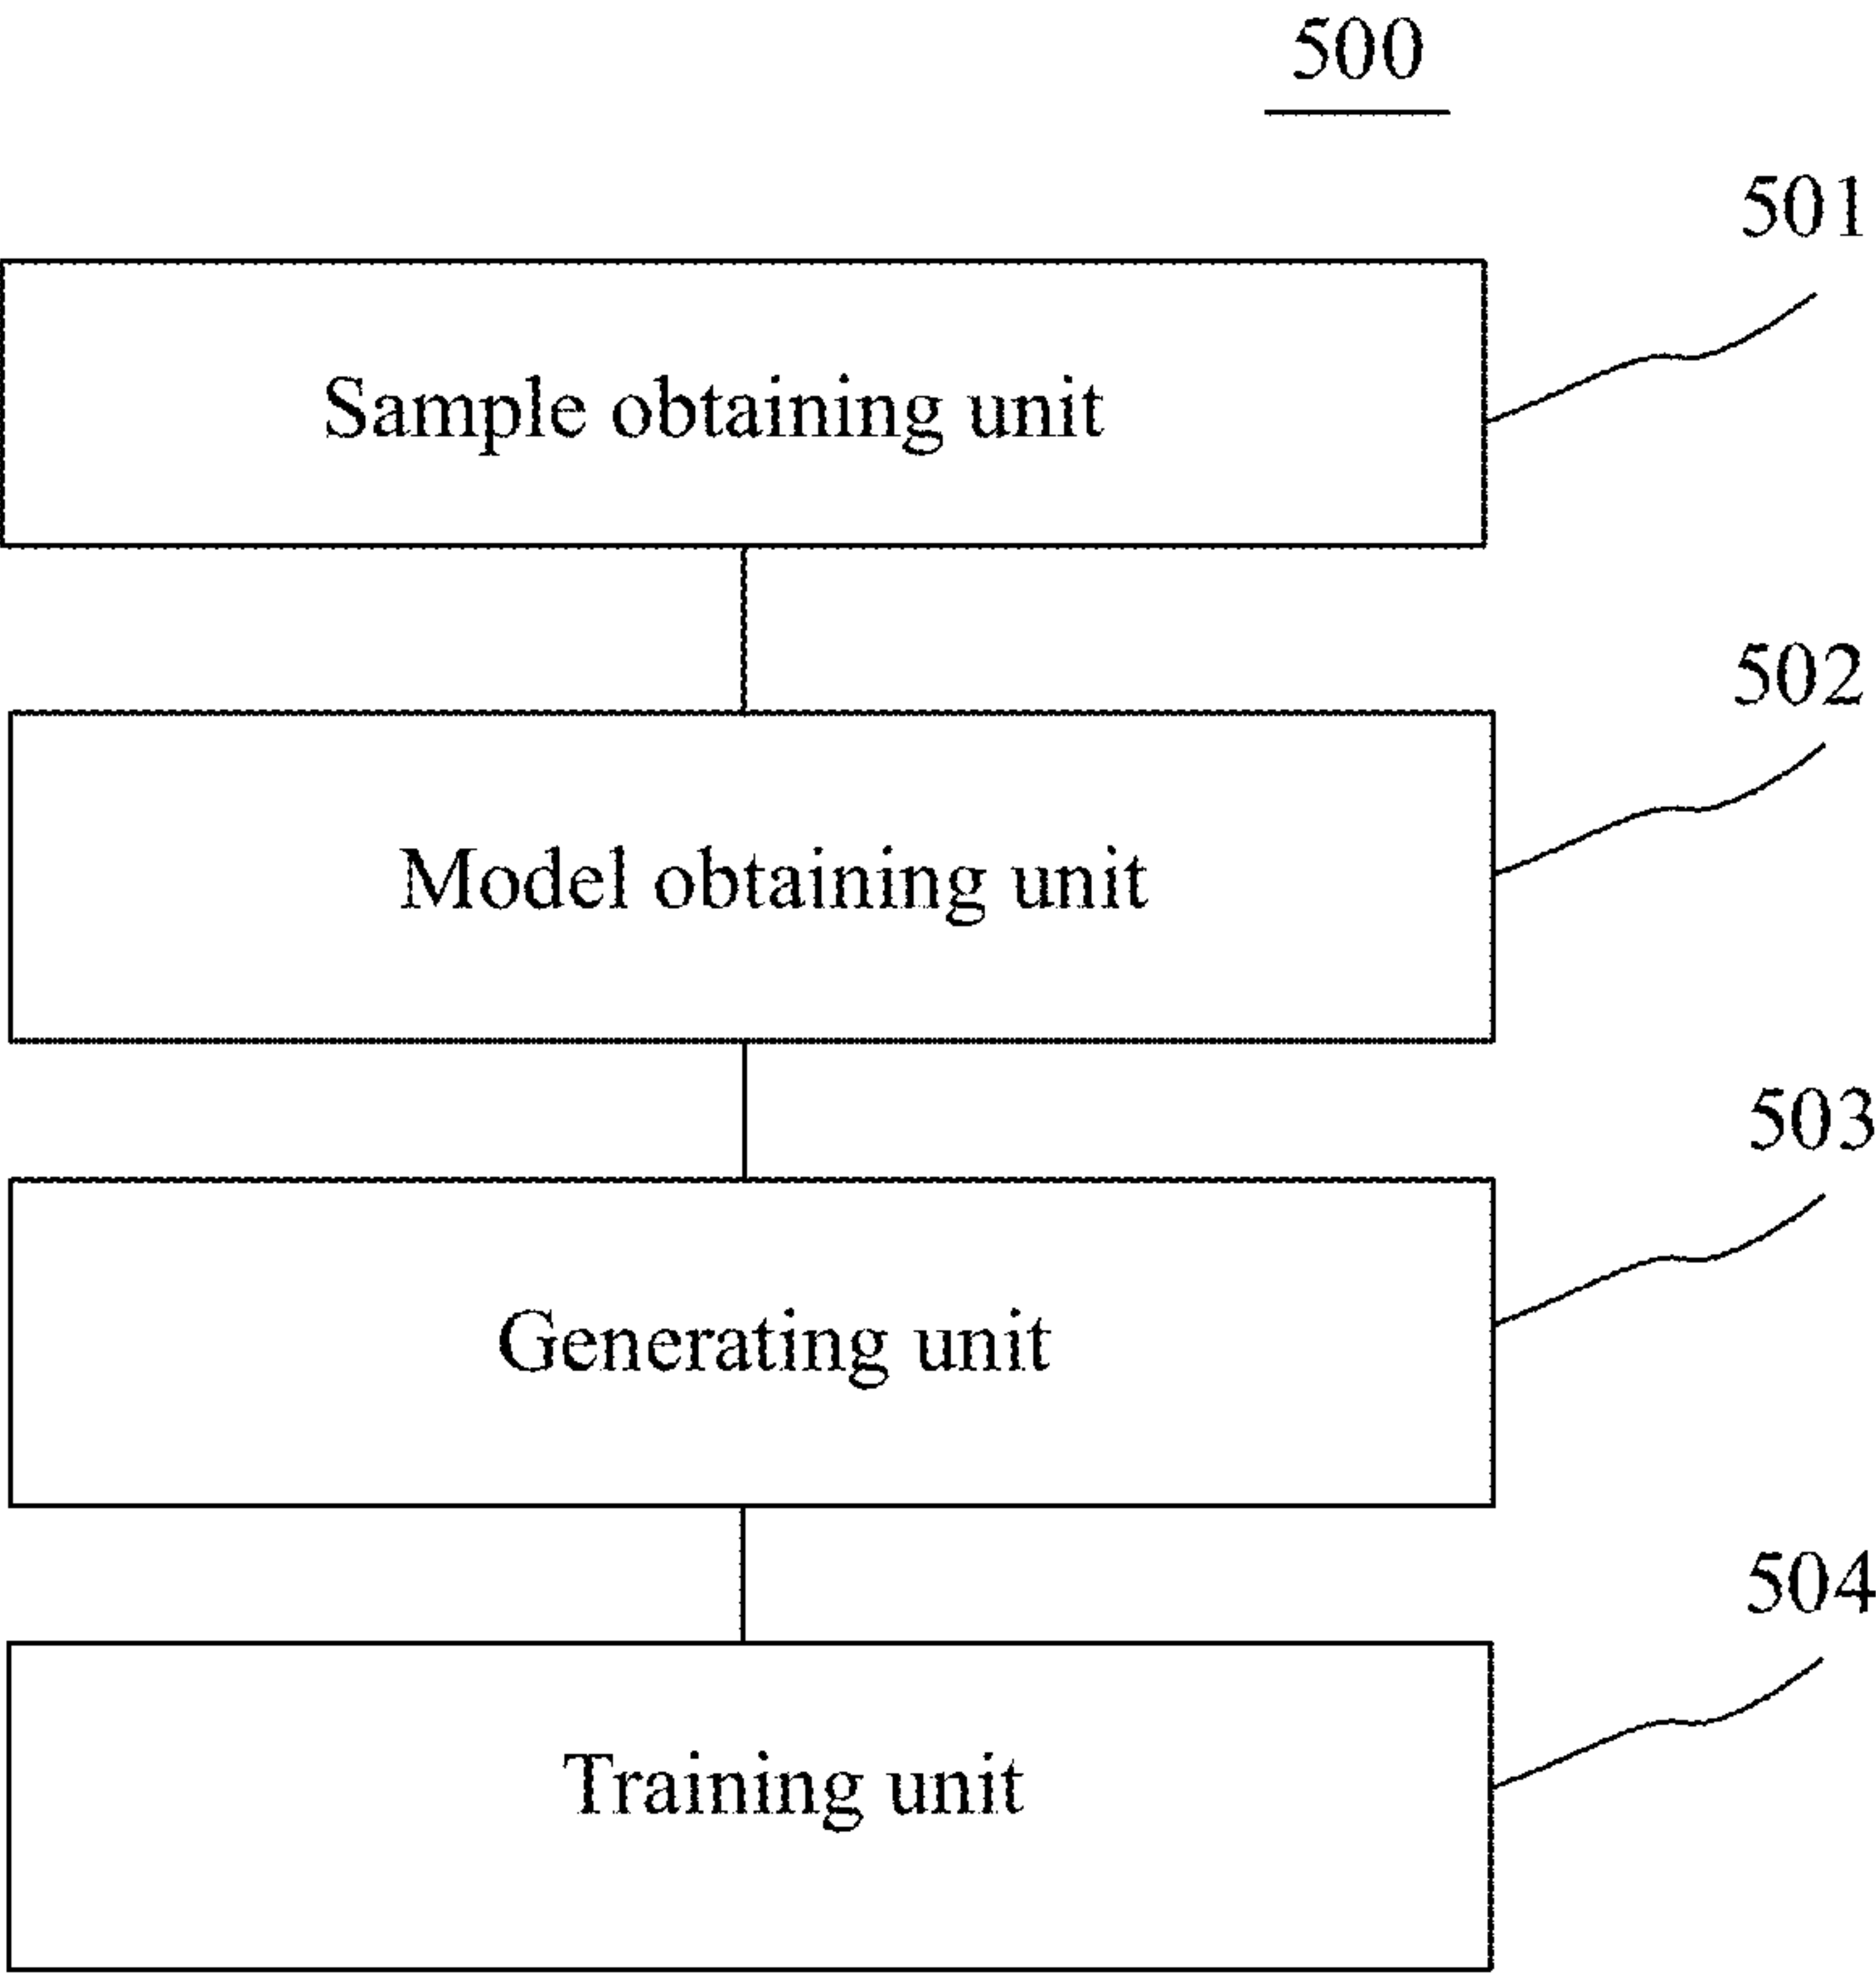 500
501
Sample obtaining unit
502
Model obtaining unit
503
Generating unit
504
Training unit